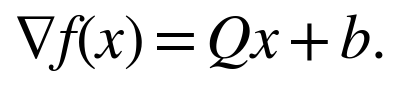 ∇f(x) = Qx + b.